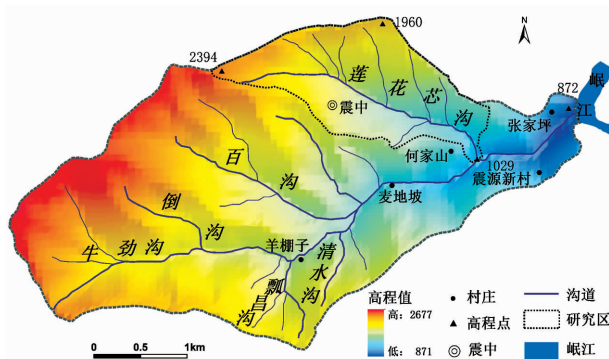 1960
N
2394
岷
江
872
莲花芯沟
震中
张家坪
何家山
1029
震源新村
百沟
麦地坡
倒沟
牛劲沟
羊棚子
清水沟
瓢昌沟
高程值
高：2677
低：871
村庄
高程点
震中
沟道
研究区
岷江
0 0.5 1km